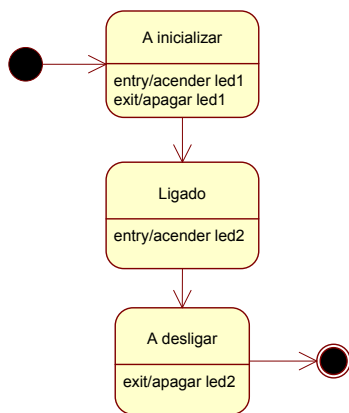 A inicializar
entry/acender led1
exit/apagar led1
Ligado
entry/acender led2
A desligar
exit/apagar led2